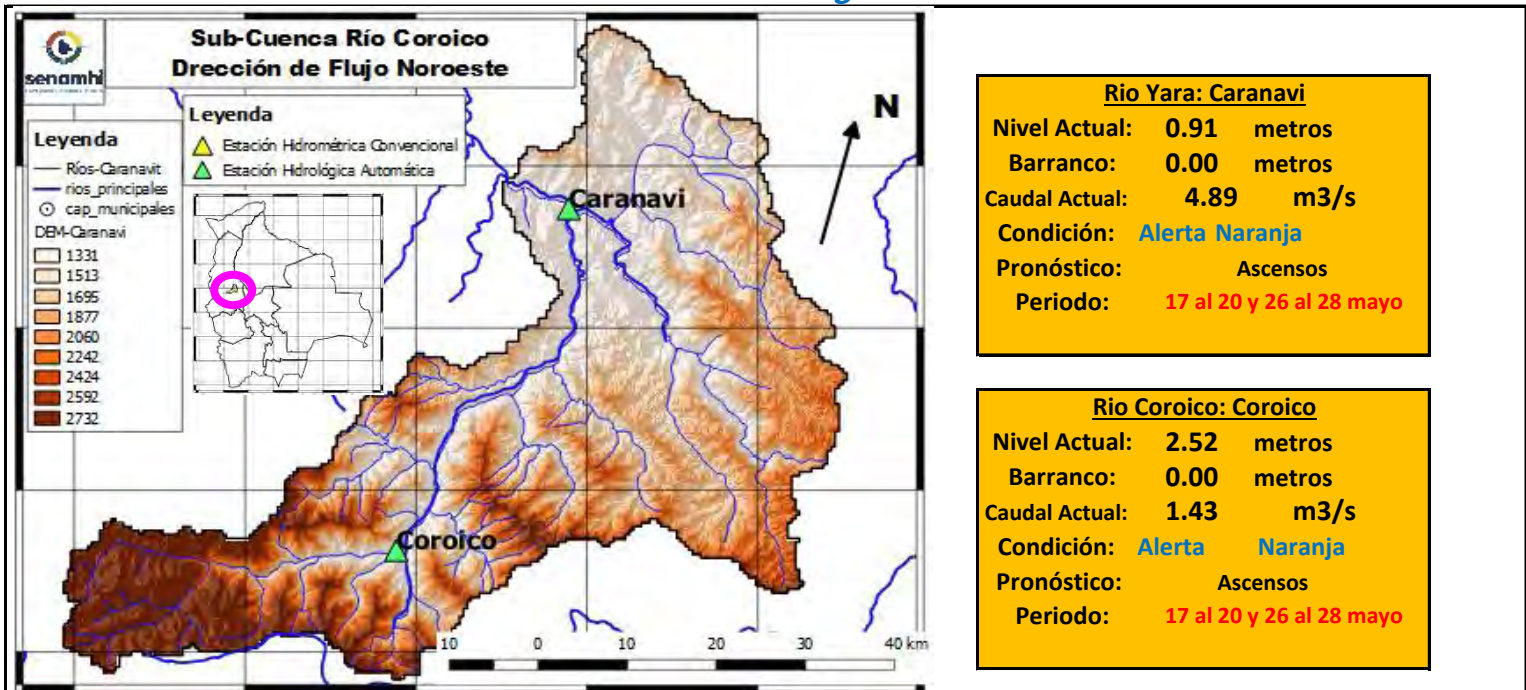 Sub-Cuenca Río Coroico
Drección de Flujo Noroeste
senamhi
Leyenda
Estación Hidrométrica Convencional
Estación Hidrológica Automática
Leyenda
Ríos-Caranavit
rios_principales
cap_municipales
DEM-Caranavi
1331
1513
1695
1877
2060
2242
2424
2592
2732
N
Caranavi
Coroico
10 0 10 20 30 40 km
Rio Yara: Caranavi
Nivel Actual: 0.91 metros
Barranco: 0.00 metros
Caudal Actual: 4.89 m3/s
Condición: Alerta Naranja
Pronóstico: Ascensos
Periodo: 17 al 20 y 26 al 28 mayo
Rio Coroico: Coroico
Nivel Actual: 2.52 metros
Barranco: 0.00 metros
Caudal Actual: 1.43 m3/s
Condición: Alerta Naranja
Pronóstico: Ascensos
Periodo: 17 al 20 y 26 al 28 mayo